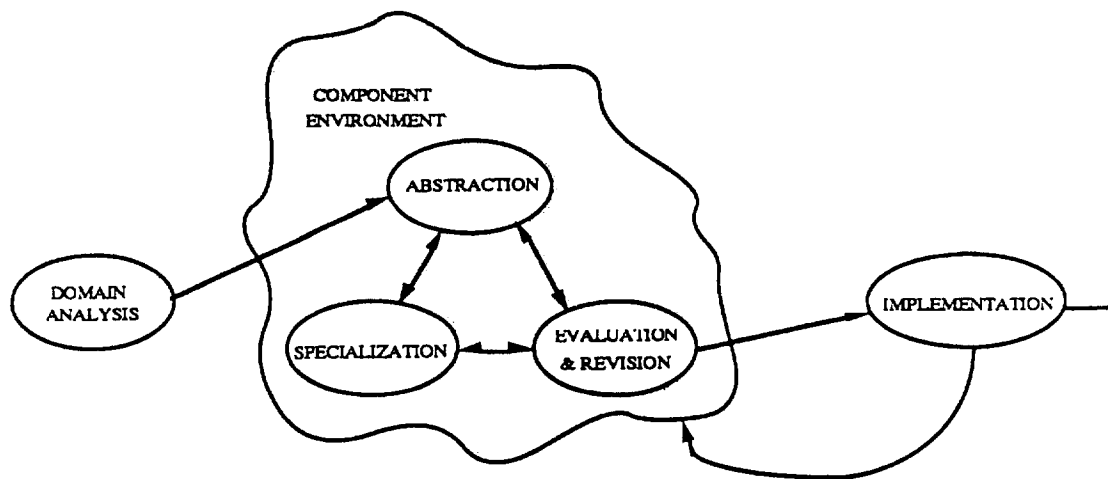 COMPONENT
ENVIRONMENT
ABSTRACTION
DOMAIN
ANALYSIS
SPECIALIZATION
EVALUATION
& REVISION
IMPLEMENTATION